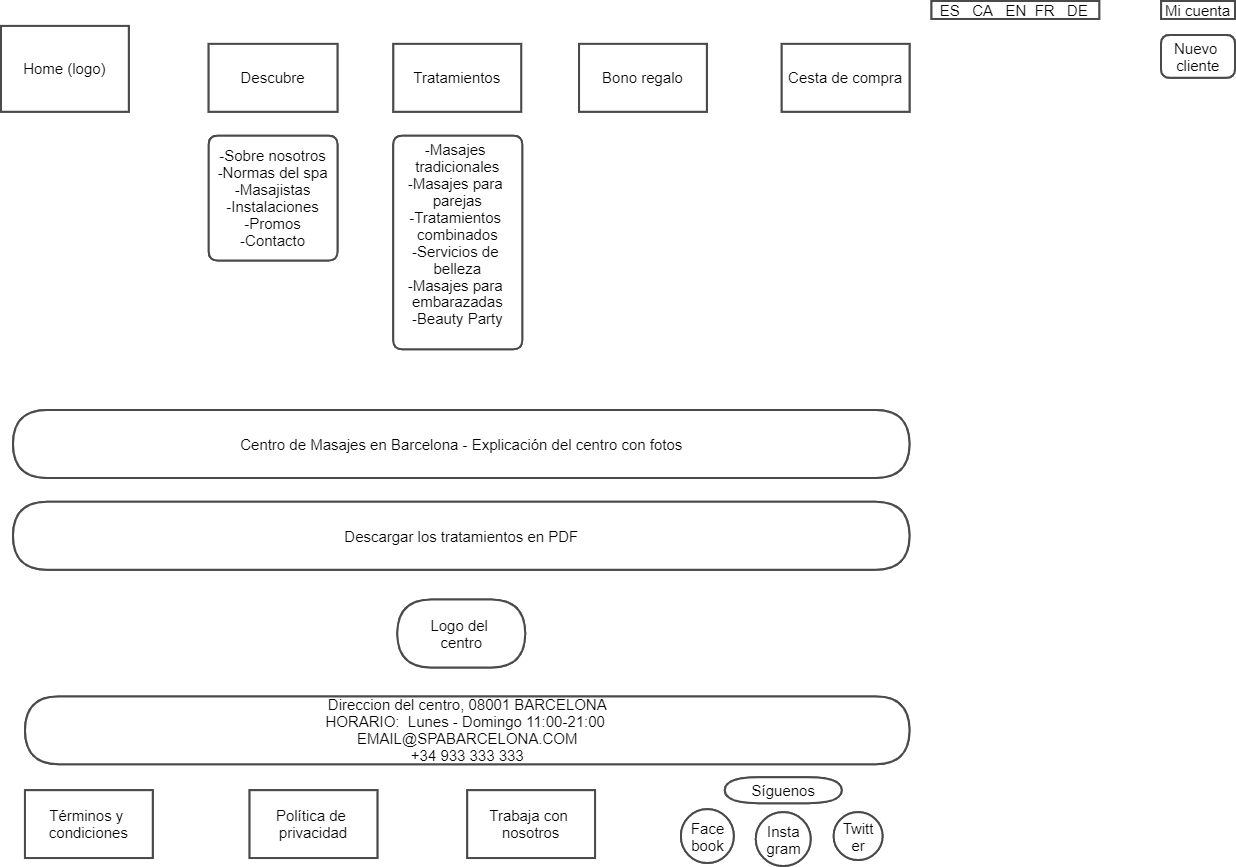 ES CA EN FR DE
Mi cuenta
Home (logo)
Descubre
Tratamientos
Bono regalo
Cesta de compra
Nuevo
cliente
-Sobre nosotros
-Normas del spa
-Masajistas
-Instalaciones
-Promos
-Contacto
-Masajes
tradicionales
-Masajes para
parejas
-Tratamientos
combinados
-Servicios de
belleza
-Masajes para
embarazadas
-Beauty Party
Centro de Masajes en Barcelona - Explicación del centro con fotos
Descargar los tratamientos en PDF
Logo del
centro
Direccion del centro, 08001 BARCELONA
HORARIO: Lunes - Domingo 11:00-21:00
EMAIL@SPABARCELONA.COM
+34 933 333 333
Términos y
condiciones
Política de
privacidad
Trabaja con
nosotros
Síguenos
Face
book
Insta
gram
Twitt
er